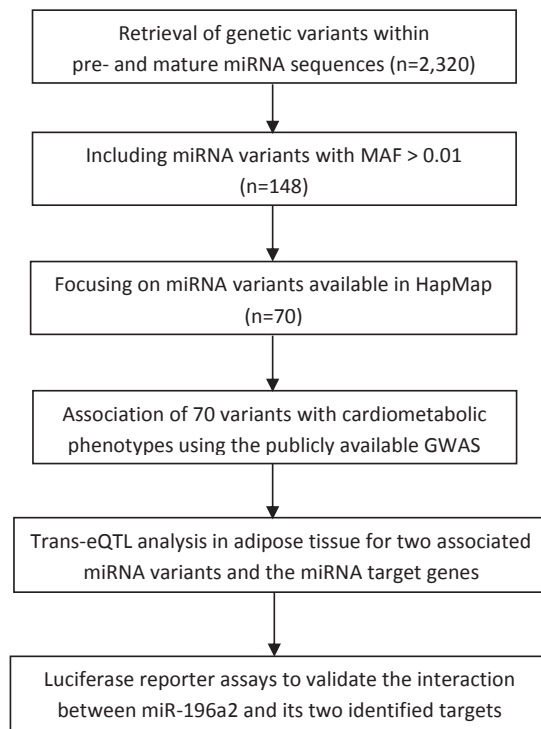 Retrieval of genetic variants within
pre- and mature miRNA sequences (n=2,320)
Including miRNA variants with MAF > 0.01
(n=148)
Focusing on miRNA variants available in HapMap
(n=70)
Association of 70 variants with cardiometabolic
phenotypes using the publicly available GWAS
Trans-eQTL analysis in adipose tissue for two associated
miRNA variants and the miRNA target genes
Luciferase reporter assays to validate the interaction
between miR-196a2 and its two identified targets